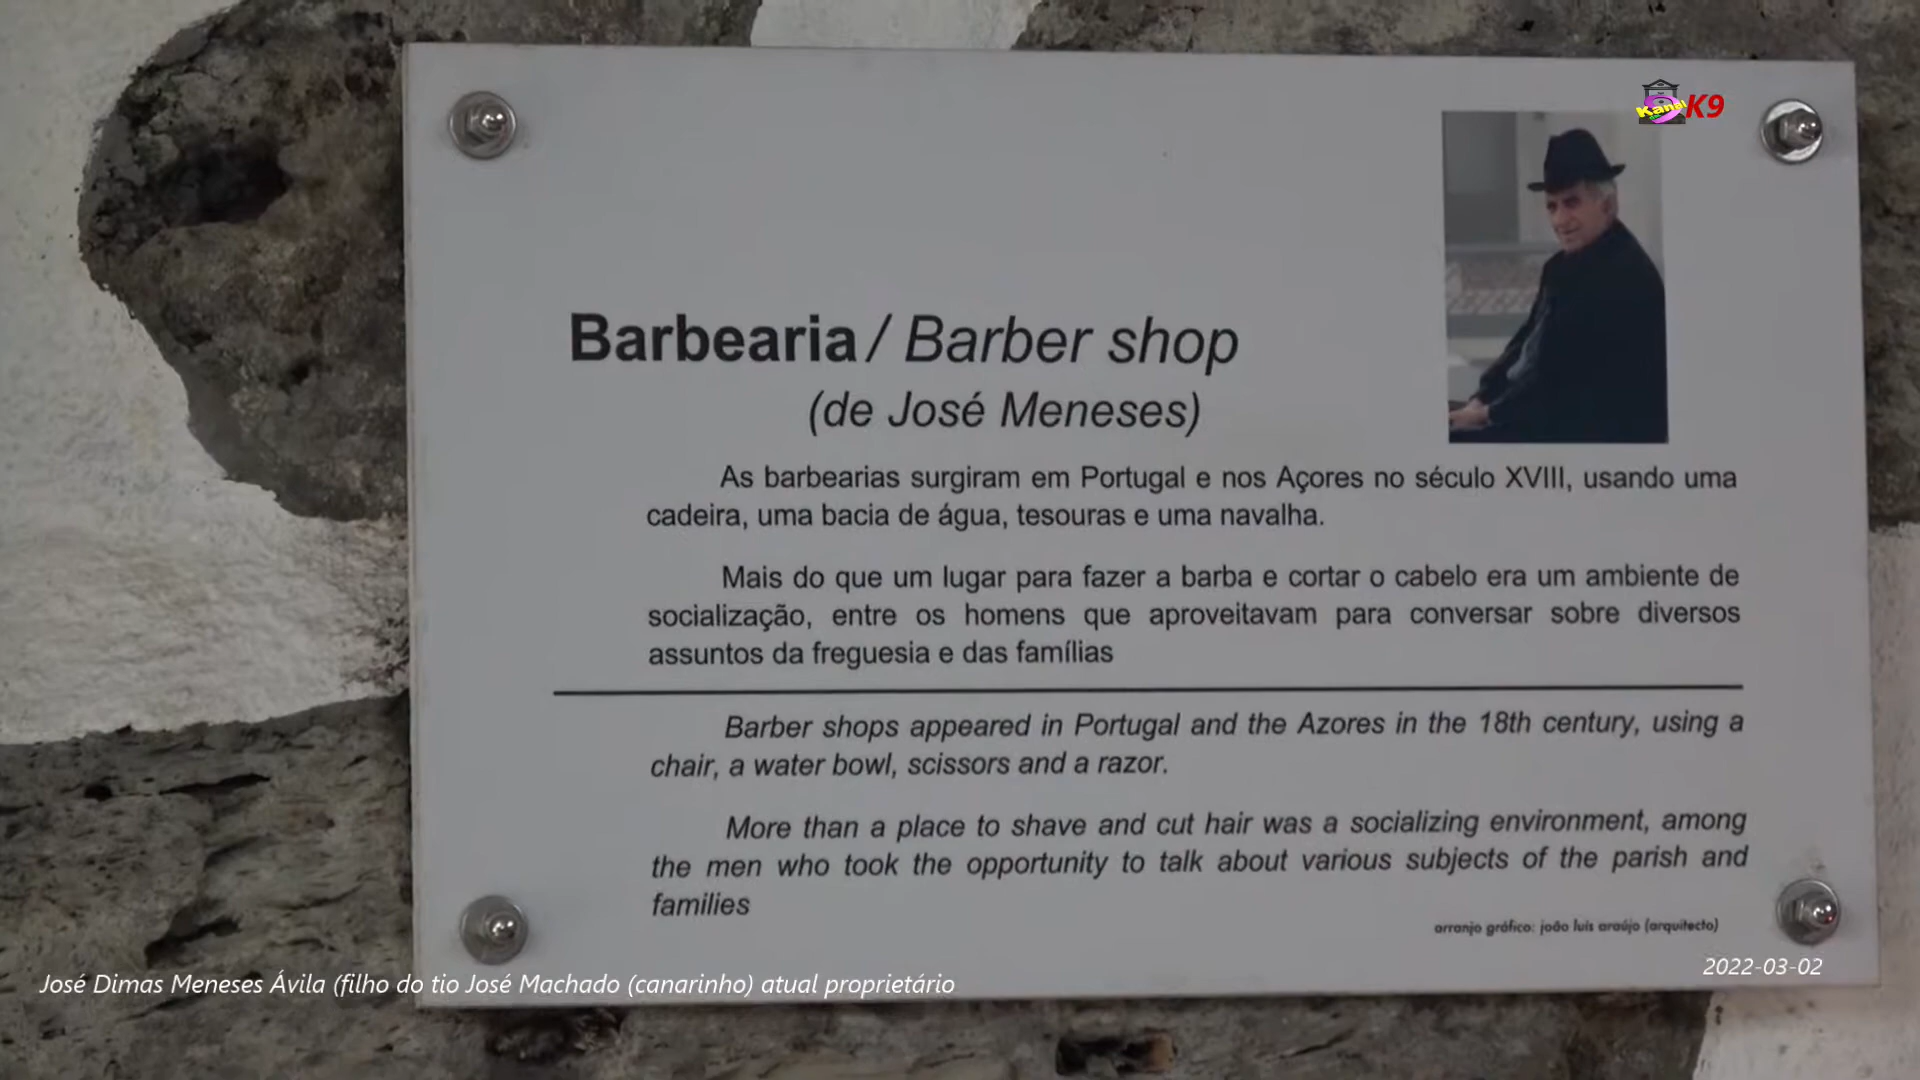 Kanal K9
Barbearia / Barber shop
(de José Meneses)
As barbearias surgiram em Portugal e nos Açores no século XVIII, usando uma
cadeira, uma bacia de água, tesouras e uma navalha.
Mais do que um lugar para fazer a barba e cortar o cabelo era um ambiente de
socialização, entre os homens que aproveitavam para conversar sobre diversos
assuntos da freguesia e das famílias
Barber shops appeared in Portugal and the Azores in the 18th century, using a
chair, a water bowl, scissors and a razor.
More than a place to shave and cut hair was a socializing environment, among
the men who took the opportunity to talk about various subjects of the parish and
families
arranjo gráfico: joão luís araújo (arquitecto)
2022-03-02
José Dimas Meneses Ávila (filho do tio José Machado (canarinho) atual proprietário